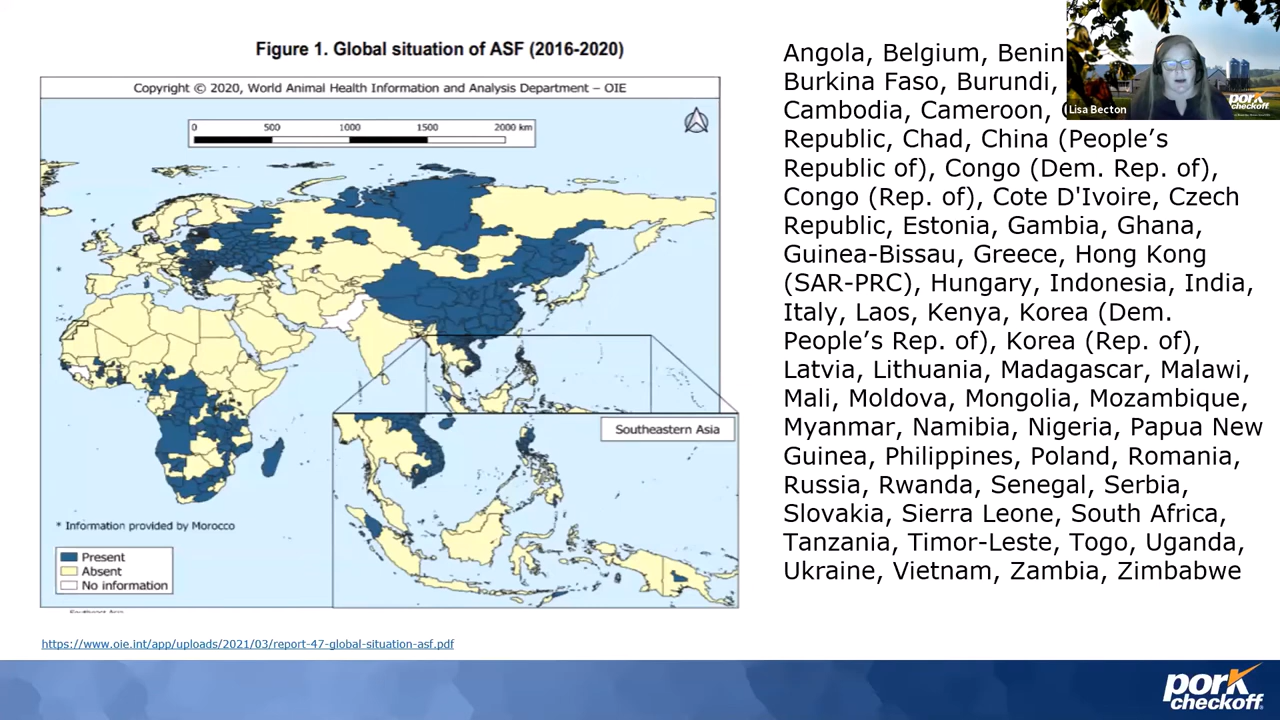 Figure 1. Global situation of ASF (2016-2020)
Copyright © 2020, World Animal Health Information and Analysis Department – OIE
0 500 1000 1500 2000 km
Southeastern Asia
* Information provided by Morocco
Present
Absent
No information
https://www.oie.int/app/uploads/2021/03/report-47-global-situation-asf.pdf
Angola, Belgium, Benin
Burkina Faso, Burundi,
Cambodia, Cameroon,
Republic, Chad, China (People’s
Republic of), Congo (Dem. Rep. of),
Congo (Rep. of), Cote D'Ivoire, Czech
Republic, Estonia, Gambia, Ghana,
Guinea-Bissau, Greece, Hong Kong
(SAR-PRC), Hungary, Indonesia, India,
Italy, Laos, Kenya, Korea (Dem.
People’s Rep. of), Korea (Rep. of),
Latvia, Lithuania, Madagascar, Malawi,
Mali, Moldova, Mongolia, Mozambique,
Myanmar, Namibia, Nigeria, Papua New
Guinea, Philippines, Poland, Romania,
Russia, Rwanda, Senegal, Serbia,
Slovakia, Sierra Leone, South Africa,
Tanzania, Timor-Leste, Togo, Uganda,
Ukraine, Vietnam, Zambia, Zimbabwe
Lisa Becton
pork
checkoff
pork
checkoff